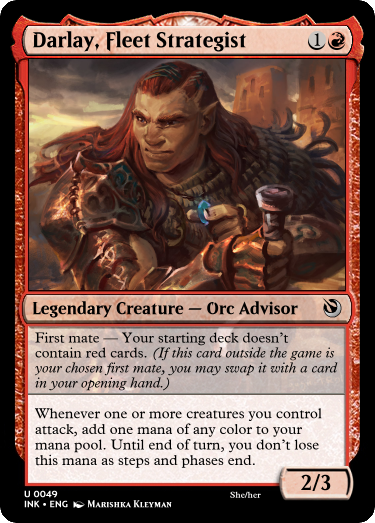 Darlay, Fleet Strategist 1
Legendary Creature — Orc Advisor
First mate — Your starting deck doesn't
contain red cards. (If this card outside the game is
your chosen first mate, you may swap it with a card
in your opening hand.)
Whenever one or more creatures you control
attack, add one mana of any color to your
mana pool. Until end of turn, you don't lose
this mana as steps and phases end.
2/3
U 0049
INK • ENG Marishka Kleyman
She/her